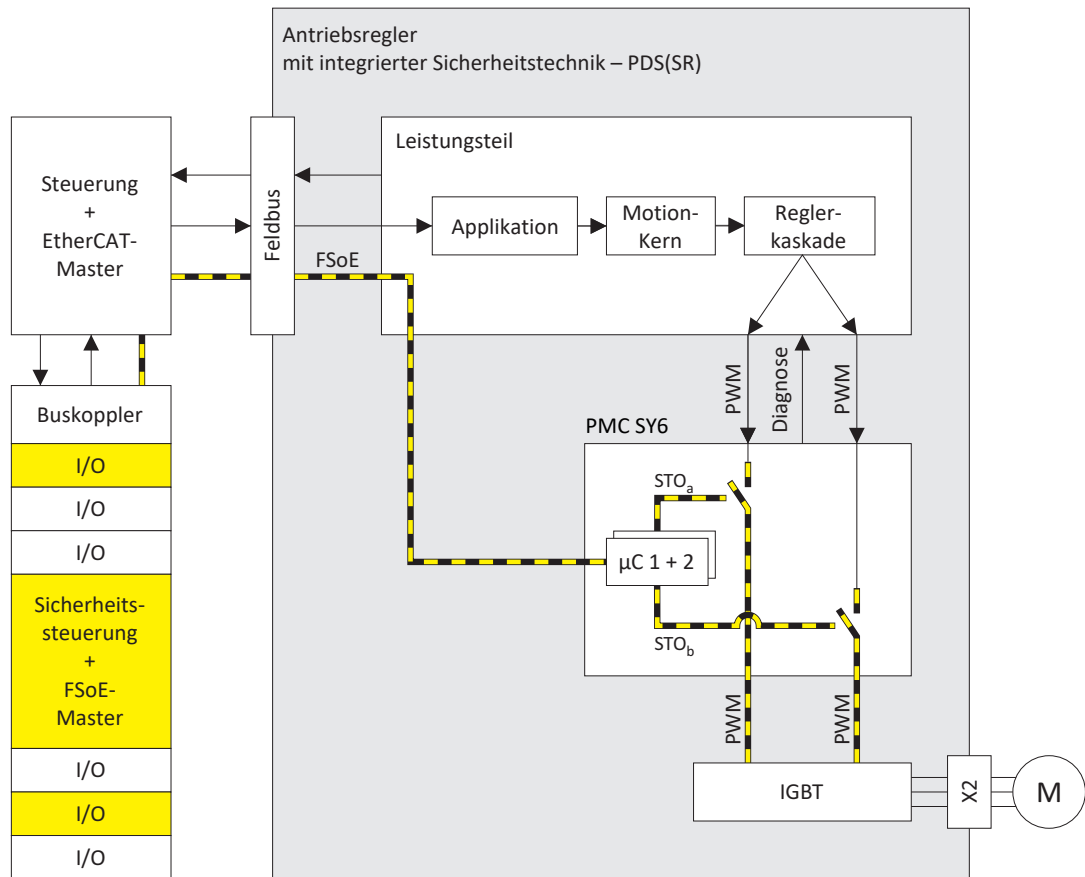 Antriebsregler
mit integrierter Sicherheitstechnik – PDS(SR)
Steuerung
+
EtherCAT-
Master
Feldbus
FSoE
Leistungsteil
Applikation
Motion-
Kern
Regler-
kaskade
PWM
Diagnose
PWM
Buskoppler
I/O
I/O
I/O
Sicherheits-
steuerung
+
FSoE-
Master
I/O
I/O
I/O
PMC SY6
STOa
µC 1 + 2
STOb
PWM
PWM
IGBT
X2
M